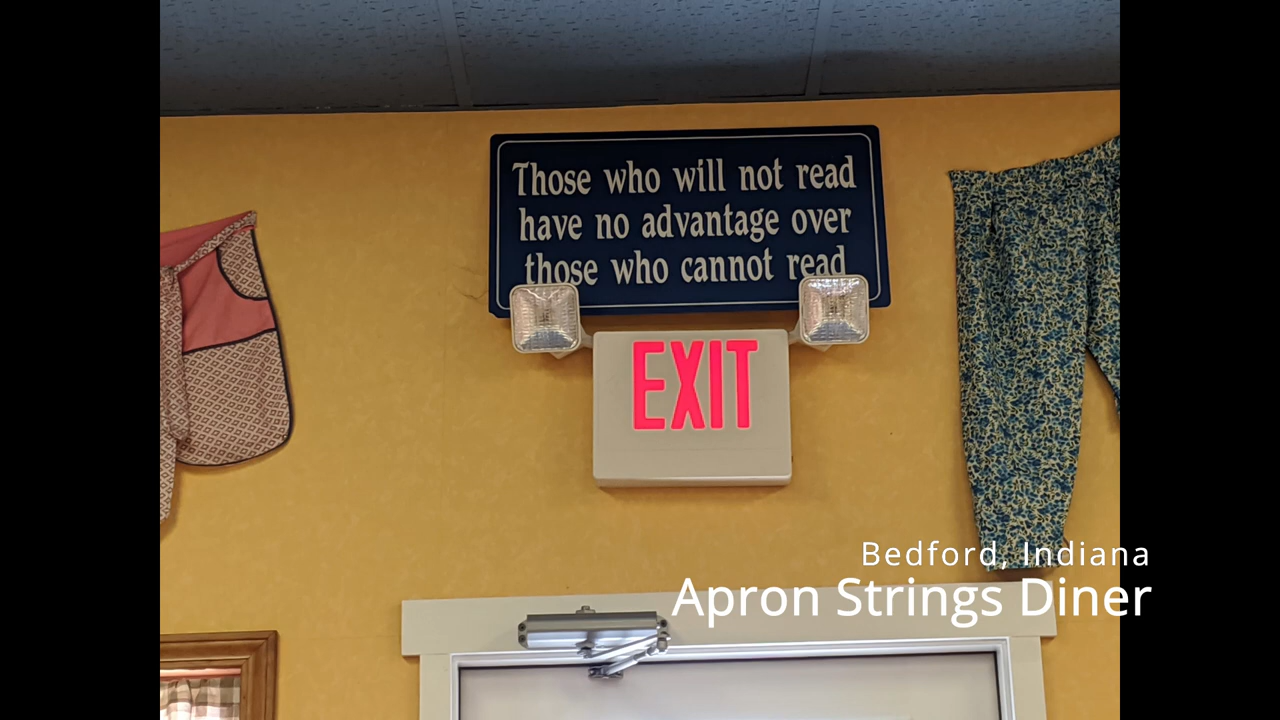 Those who will not read
have no advantage over
those who cannot read
EXIT
Bedford, Indiana
Apron Strings Diner